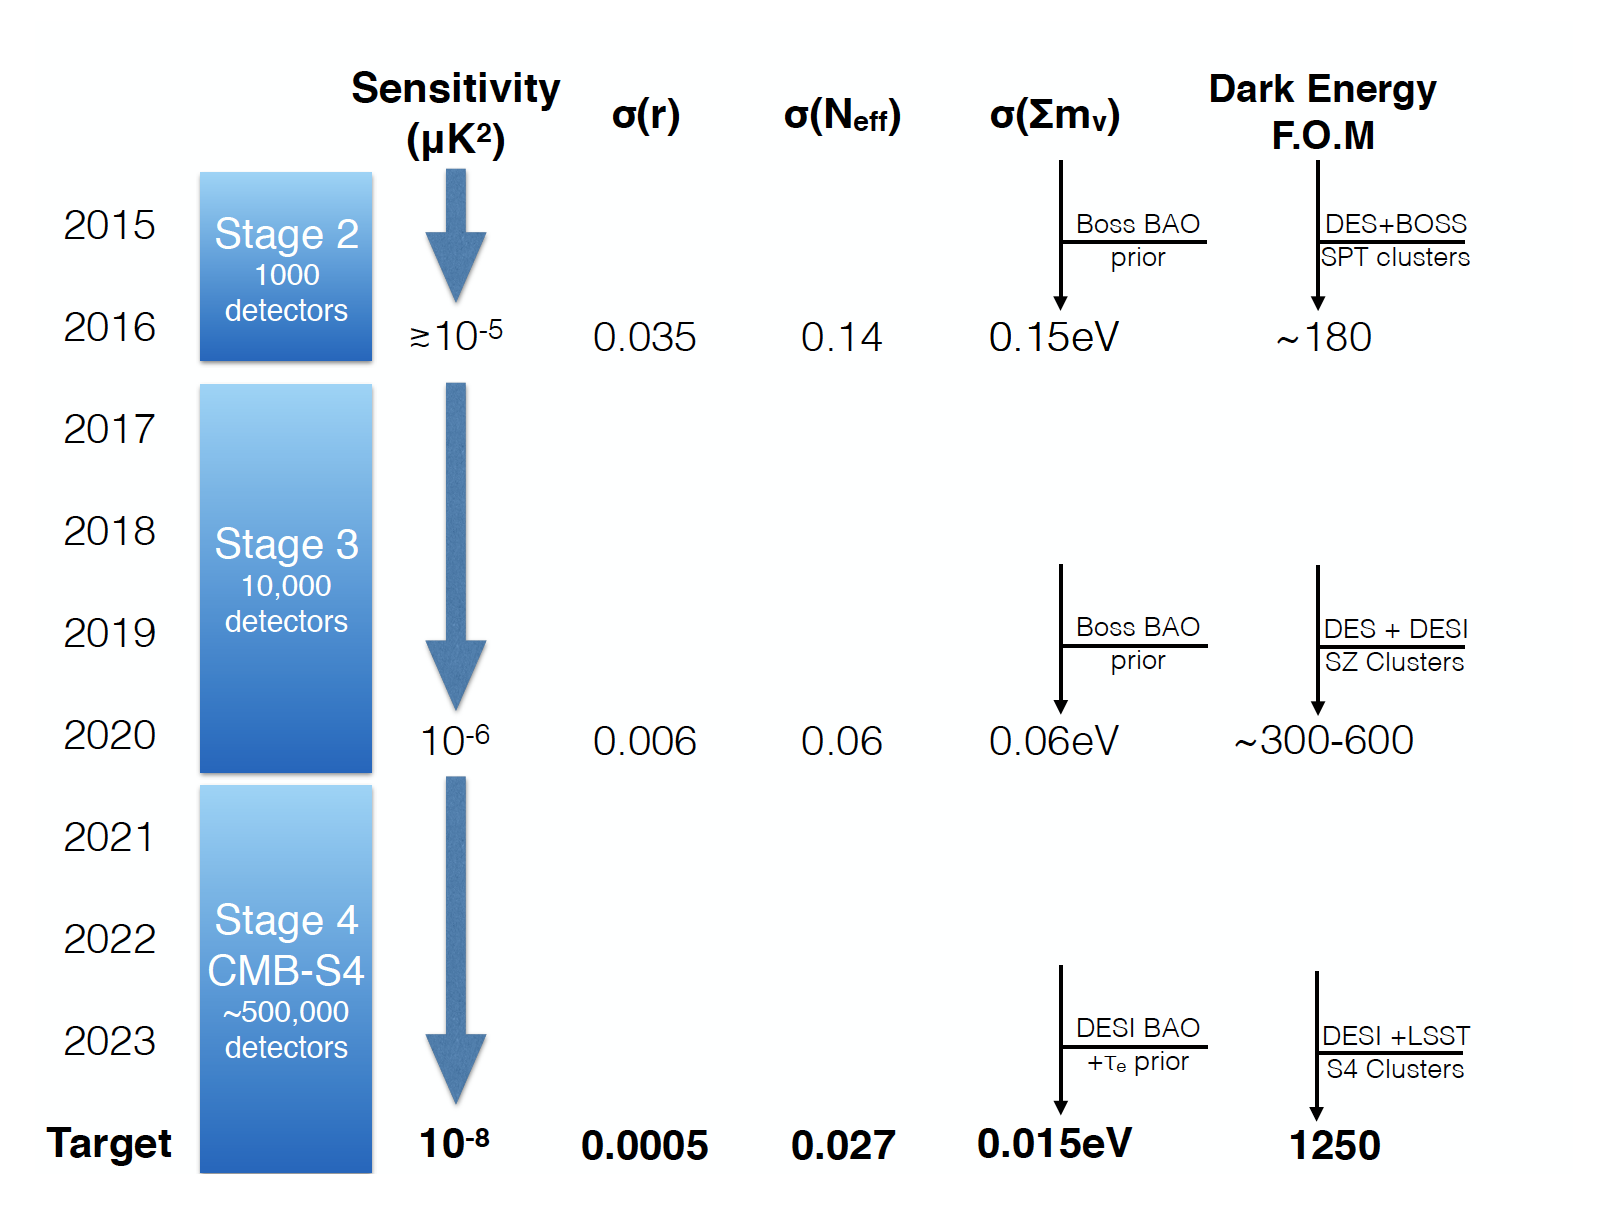 Sensitivity
(μK²)
σ(r)
σ(Neff)
σ(Σmν)
Dark Energy
F.O.M
2015
Stage 2
1000
detectors
Boss BAO
prior
DES+BOSS
SPT clusters
2016
≳10-5
0.035
0.14
0.15eV
~180
2017
2018
Stage 3
10,000
detectors
2019
Boss BAO
prior
DES + DESI
SZ Clusters
2020
10-6
0.006
0.06
0.06eV
~300-600
2021
2022
Stage 4
CMB-S4
~500,000
detectors
2023
DESI BAO
+τe prior
DESI +LSST
S4 Clusters
Target
10-8
0.0005
0.027
0.015eV
1250